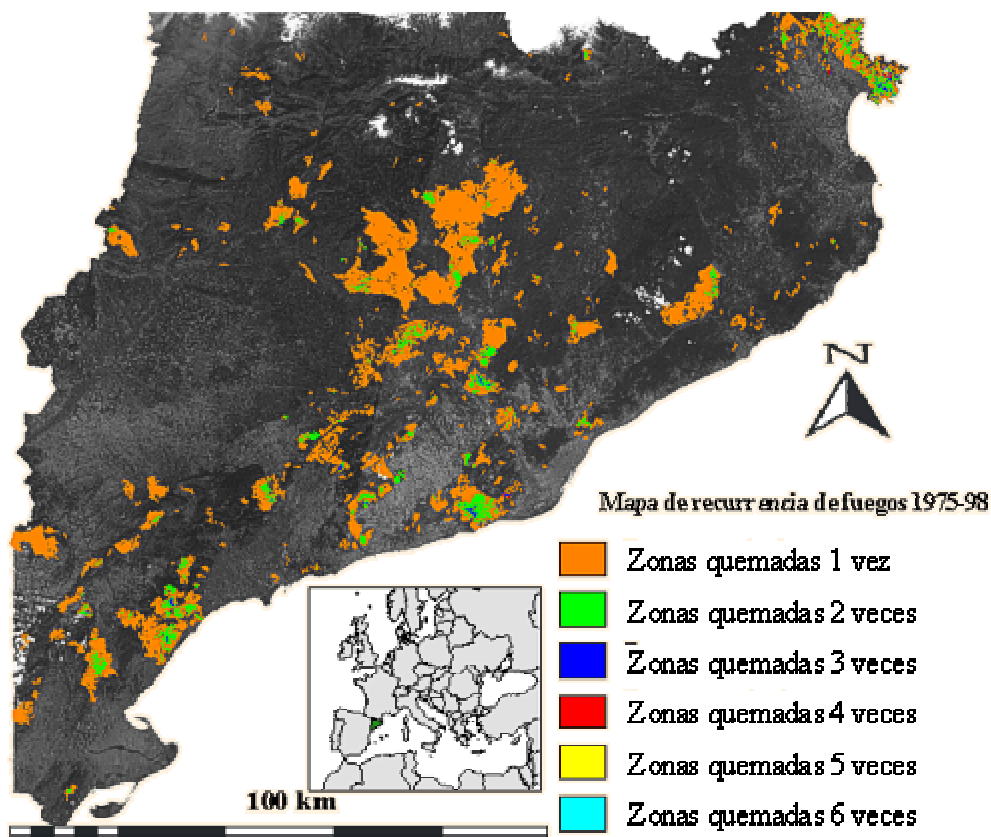 N
Mapa de recurrencia de fuegos 1975-98
Zonas quemadas 1 vez
Zonas quemadas 2 veces
Zonas quemadas 3 veces
Zonas quemadas 4 veces
Zonas quemadas 5 veces
Zonas quemadas 6 veces
100 km